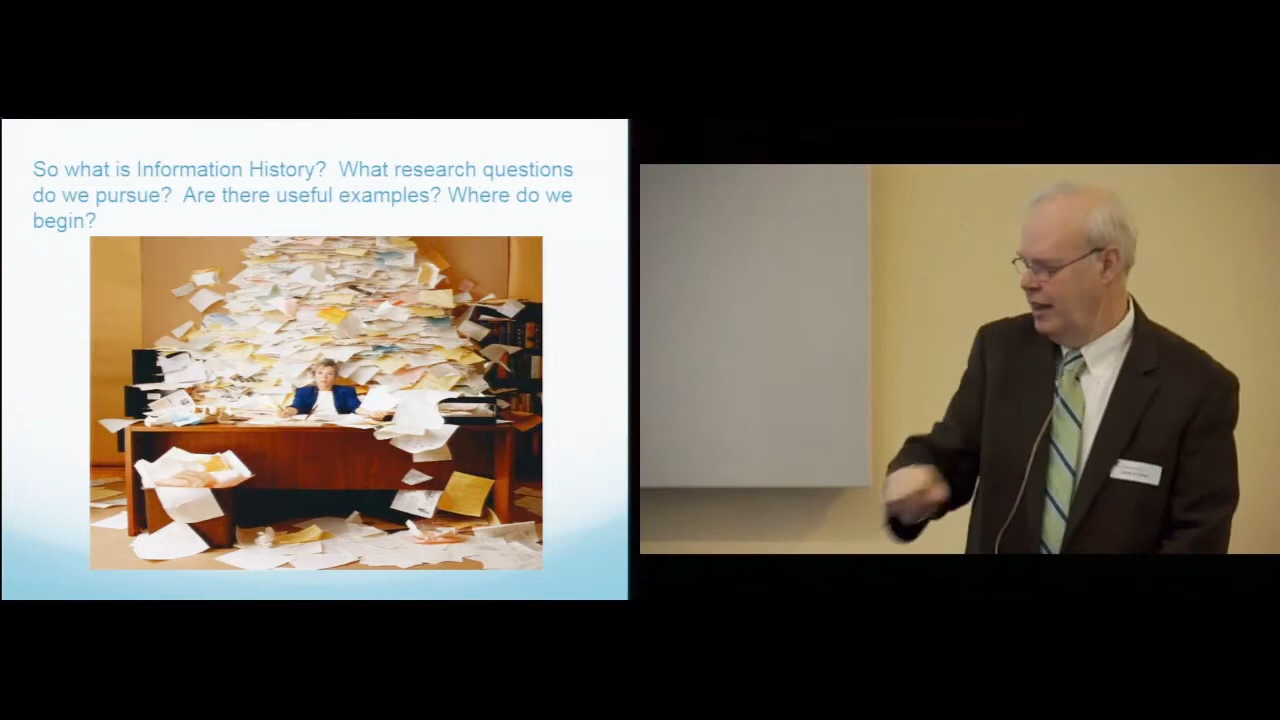 So what is Information History?  What research questions
do we pursue?  Are there useful examples? Where do we
begin?